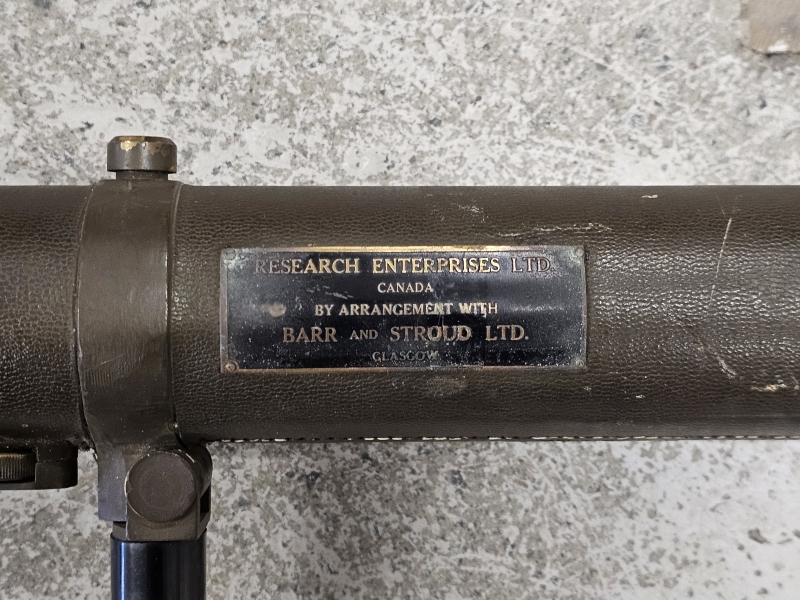 RESEARCH ENTERPRISES LTD.
CANADA
BY ARRANGEMENT WITH
BARR AND STROUD LTD.
GLASGOW